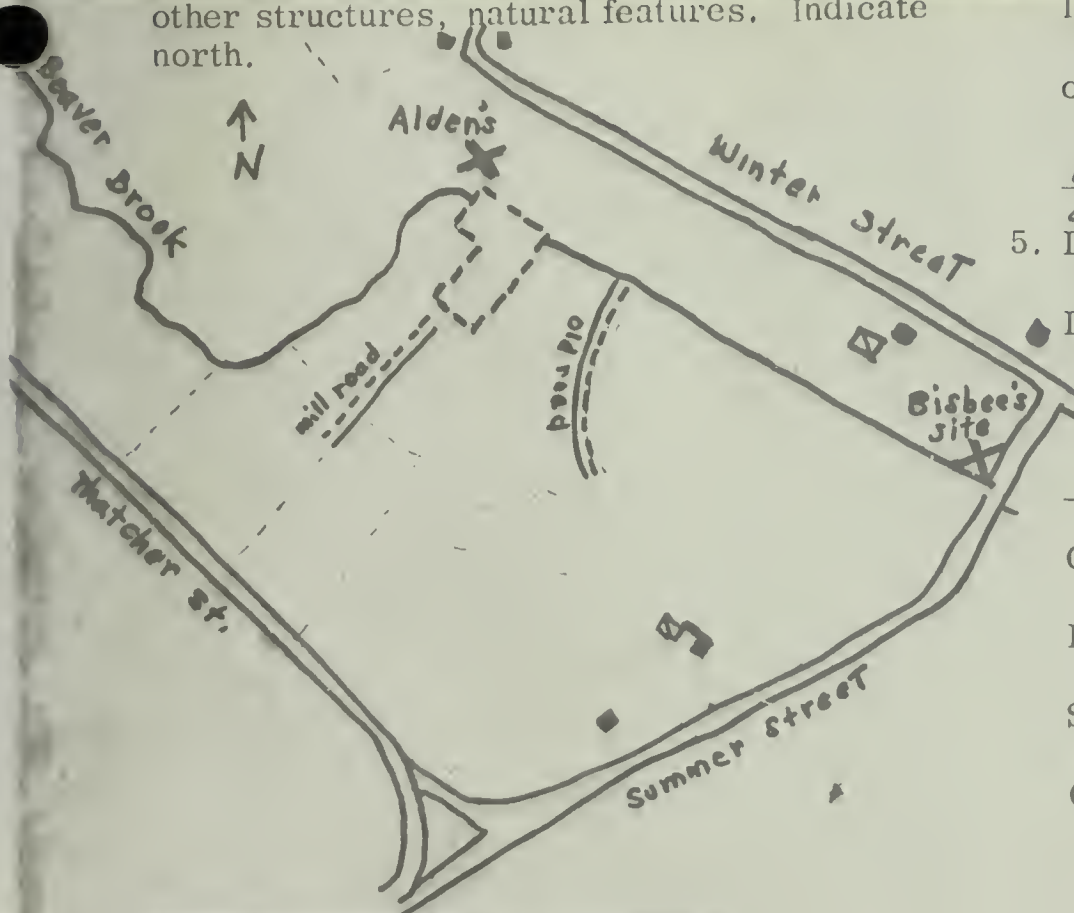 other structures, natural features. Indicate
north.
Beaver
Brook
N
Alden's
Winter Street
5.
mill road
old road
Bisbee's
site
Thatcher St.
Summer Street